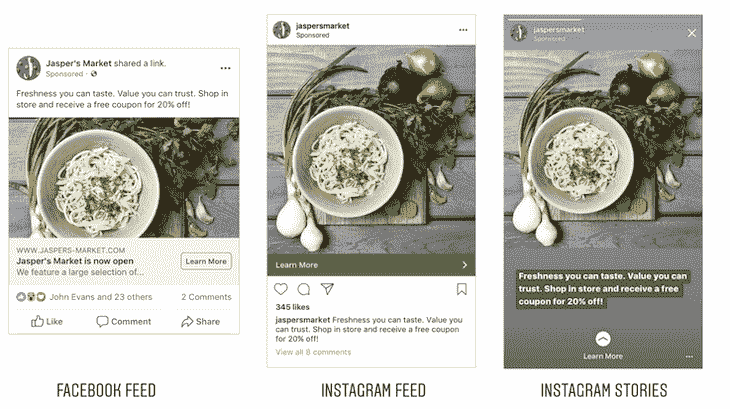 Jasper's Market shared a link.
Sponsored ·
Freshness you can taste. Value you can trust. Shop in
store and receive a free coupon for 20% off!
WWW.JASPERS-MARKET.COM
Jasper's Market is now open
We feature a large selection of...
Learn More
John Evans and 23 others
2 Comments
Like
Comment
Share
FACEBOOK FEED
jaspersmarket
Sponsored
Learn More
345 likes
jaspersmarket Freshness you can taste. Value you
can trust. Shop in store and receive a free coupon
for 20% off!
View all 8 comments
INSTAGRAM FEED
jaspersmarket
Sponsored
Freshness you can taste. Value you can
trust. Shop in store and receive a free
coupon for 20% off!
Learn More
INSTAGRAM STORIES